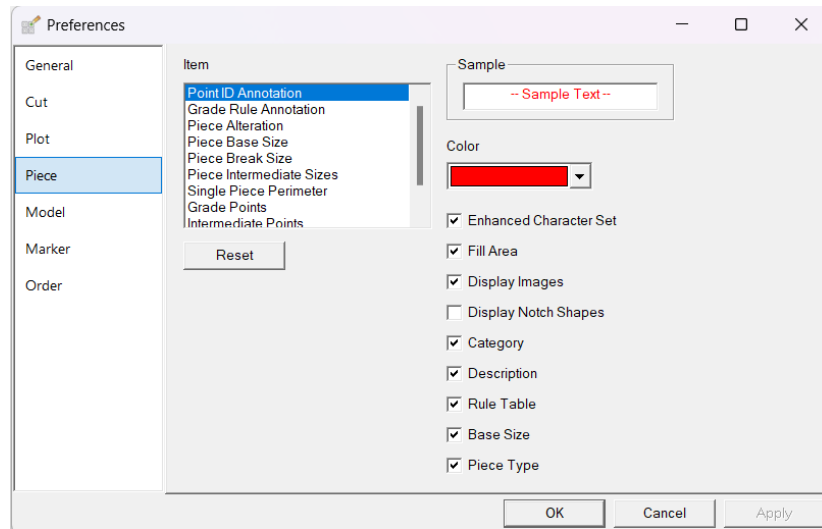 Preferences
General
Cut
Plot
Piece
Model
Marker
Order
Item
Point ID Annotation
Grade Rule Annotation
Piece Alteration
Piece Base Size
Piece Break Size
Piece Intermediate Sizes
Single Piece Perimeter
Grade Points
Intermediate Points
Reset
Sample
-- Sample Text --
Color
Enhanced Character Set
Fill Area
Display Images
Display Notch Shapes
Category
Description
Rule Table
Base Size
Piece Type
OK
Cancel
Apply